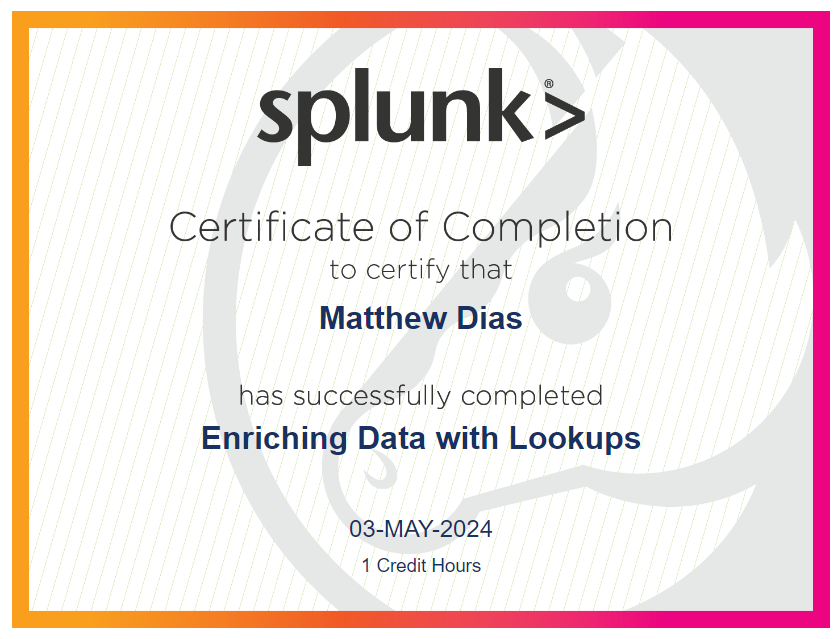 splunk>®
Certificate of Completion
to certify that
Matthew Dias
has successfully completed
Enriching Data with Lookups
03-MAY-2024
1 Credit Hours